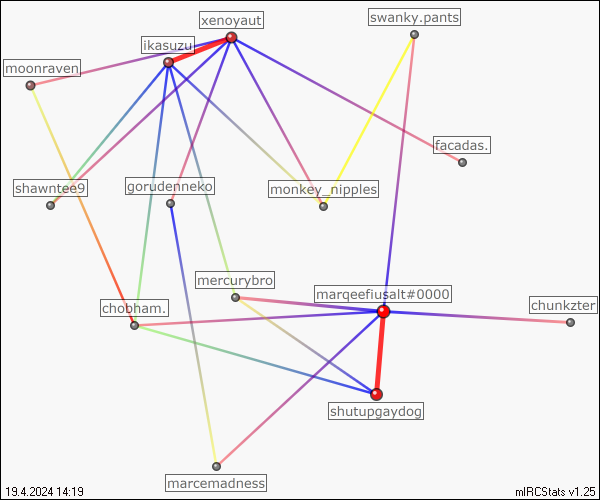 xenoyaut
swanky.pants
ikasuzu
moonraven
facadas.
shawntee9
gorudenneko
monkey_nipples
mercurybro
marqeefiusalt#0000
chobham.
chunkzter
shutupgaydog
marcemadness
19.4.2024 14:19
mIRCStats v1.25